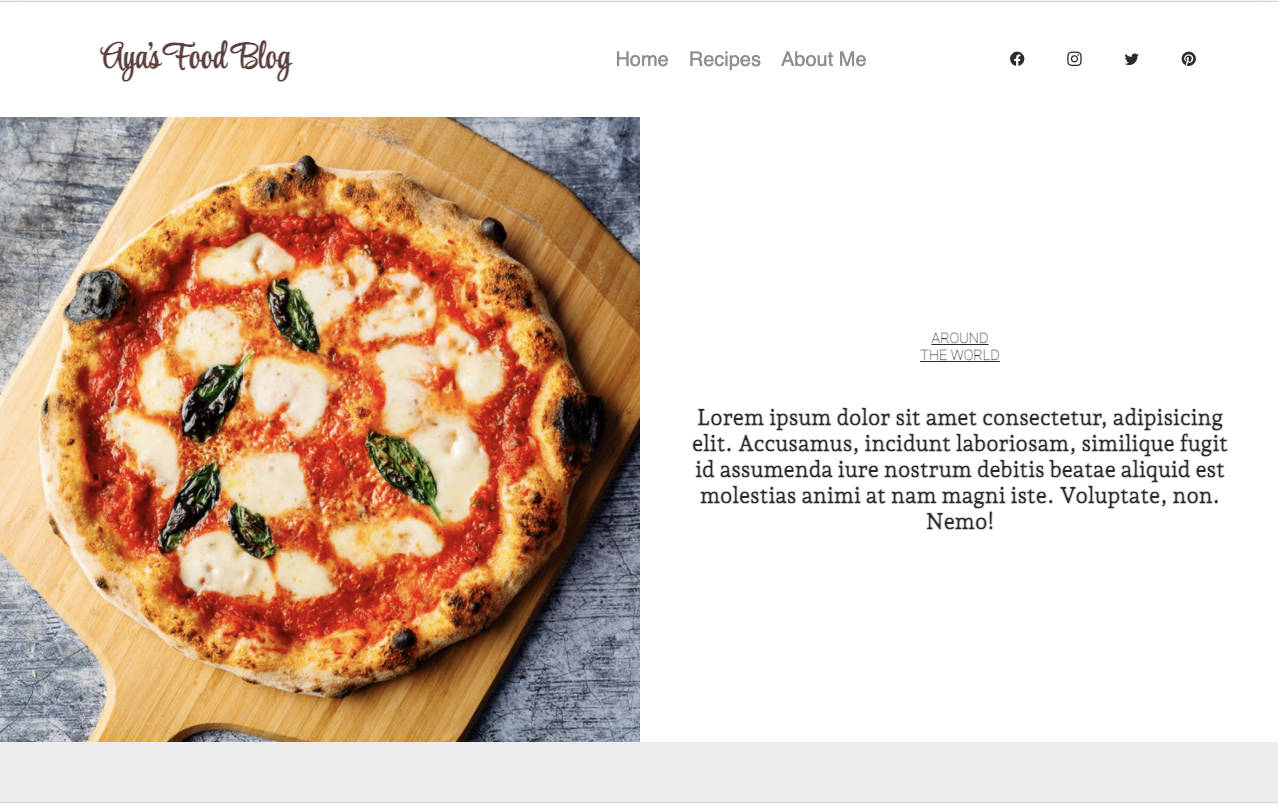 Aya's Food Blog
Home Recipes About Me
AROUND
THE WORLD
Lorem ipsum dolor sit amet consectetur, adipisicing
elit. Accusamus, incidunt laboriosam, similique fugit
id assumenda iure nostrum debitis beatae aliquid est
molestias animi at nam magni iste. Voluptate, non.
Nemo!